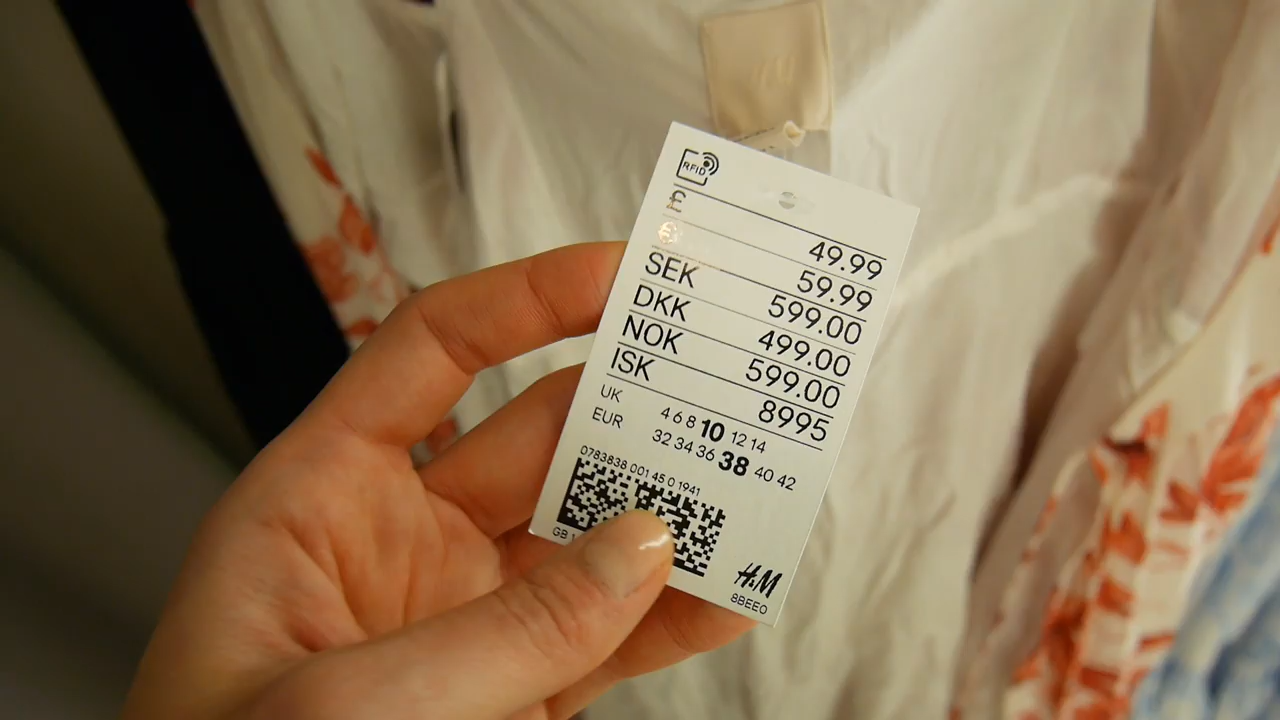 RFID
£ 49.99
€ 59.99
SEK 599.00
DKK 499.00
NOK 599.00
ISK 8995
UK 4 6 8 10 12 14
EUR 32 34 36 38 40 42
0783838 001 45 0 1941
GB
H&M
8BEE0